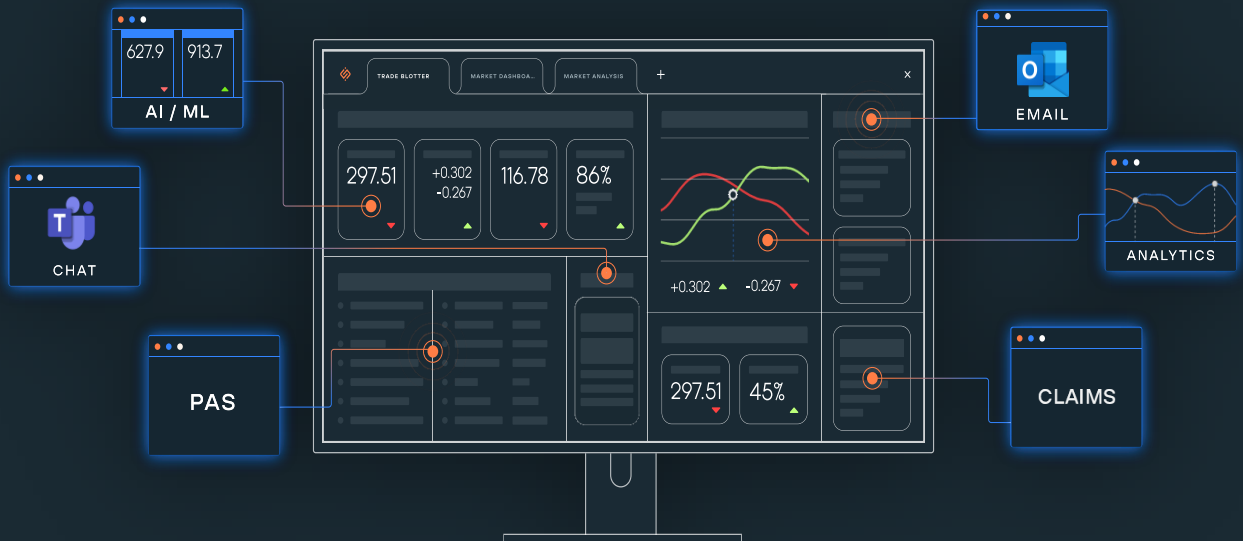 627.9 913.7
AI / ML
TRADE BLOTTER
MARKET DASHBOA...
MARKET ANALYSIS
+
x
O
EMAIL
297.51
+0.302
-0.267
116.78
86%
T
CHAT
ANALYTICS
+0.302
-0.267
PAS
297.51
45%
CLAIMS